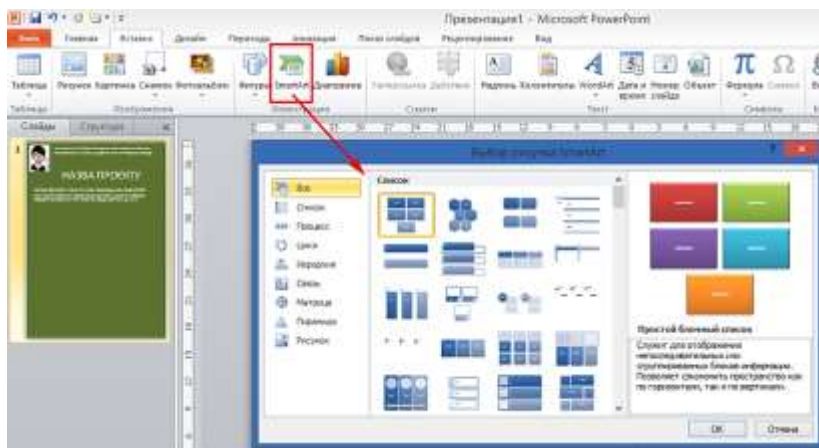 Презентация1 - Microsoft PowerPoint
Файл Главная Вставка Дизайн Переходы Анимация Показ слайдов Рецензирование Вид
Таблица Рисунок Картинка Снимок Фотоальбом Фигуры SmartArt Диаграмма Гиперссылка Действие Надпись Колонтитулы WordArt Дата и время Номер слайда Объект Формула Символ
Таблицы Изображения Иллюстрации Ссылки Текст Символы
Слайды Структура
1
НАЗВА ПРОЕКТУ
Выбор рисунка SmartArt
Все
Список
Процесс
Цикл
Иерархия
Связь
Матрица
Пирамида
Рисунок
Список
Простой блочный список
Служит для отображения
непоследовательных или
сгруппированных блоков информации.
Позволяет сэкономить пространство как
по горизонтали, так и по вертикали.
OK Отмена